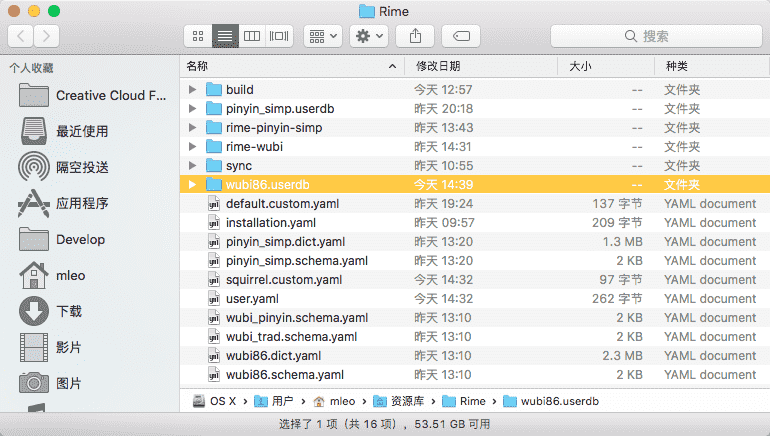 Rime
搜索
个人收藏
Creative Cloud F...
最近使用
隔空投送
应用程序
Develop
mleo
下载
影片
图片
名称 修改日期 大小 种类
build 今天 12:57 -- 文件夹
pinyin_simp.userdb 昨天 20:18 -- 文件夹
rime-pinyin-simp 昨天 13:43 -- 文件夹
rime-wubi 昨天 14:31 -- 文件夹
sync 昨天 10:55 -- 文件夹
wubi86.userdb 今天 14:39 -- 文件夹
default.custom.yaml 昨天 19:24 137 字节 YAML document
installation.yaml 昨天 09:57 209 字节 YAML document
pinyin_simp.dict.yaml 昨天 13:20 1.3 MB YAML document
pinyin_simp.schema.yaml 昨天 13:20 2 KB YAML document
squirrel.custom.yaml 今天 14:32 97 字节 YAML document
user.yaml 今天 14:32 262 字节 YAML document
wubi_pinyin.schema.yaml 昨天 13:10 2 KB YAML document
wubi_trad.schema.yaml 昨天 13:10 2 KB YAML document
wubi86.dict.yaml 昨天 13:10 2.3 MB YAML document
wubi86.schema.yaml 昨天 13:10 2 KB YAML document
OS X 用户 mleo 资源库 Rime wubi86.userdb
选择了 1 项（共 16 项），53.51 GB 可用